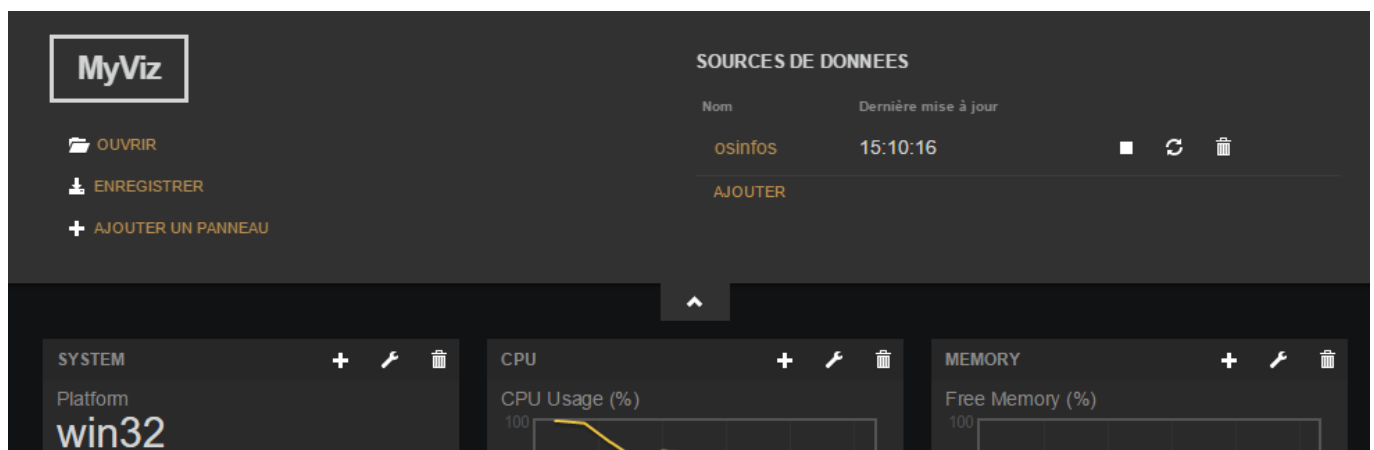 MyViz
OUVRIR
ENREGISTRER
AJOUTER UN PANNEAU
SOURCES DE DONNEES
Nom Dernière mise à jour
osinfos 15:10:16
AJOUTER
SYSTEM
Platform
win32
CPU
CPU Usage (%)
100
MEMORY
Free Memory (%)
100